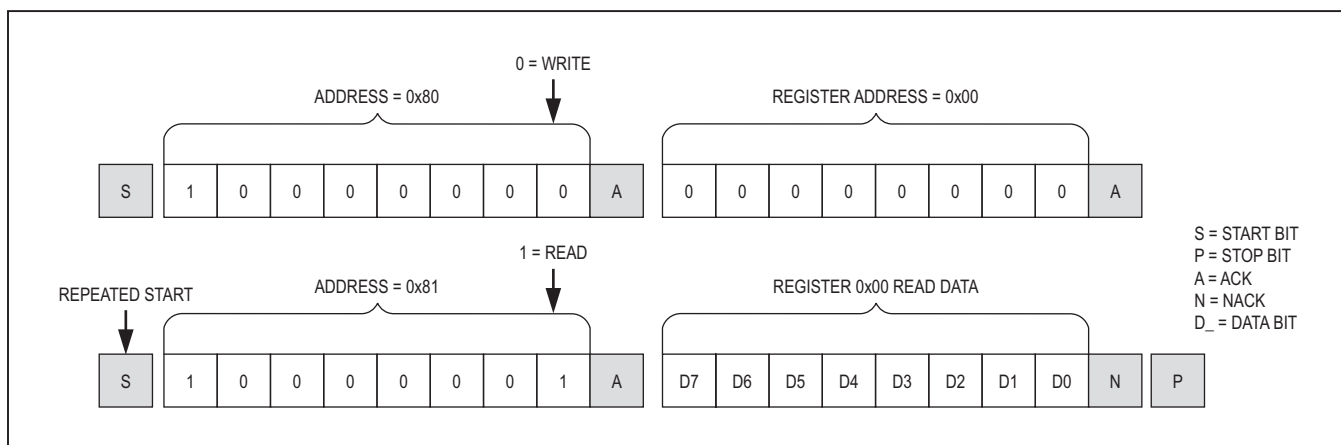 0 = WRITE
ADDRESS = 0x80 REGISTER ADDRESS = 0x00
S 1 0 0 0 0 0 0 0 A 0 0 0 0 0 0 0 0 A
1 = READ
REPEATED START ADDRESS = 0x81 REGISTER 0x00 READ DATA
S 1 0 0 0 0 0 0 1 A D7 D6 D5 D4 D3 D2 D1 D0 N P
S = START BIT
P = STOP BIT
A = ACK
N = NACK
D_ = DATA BIT